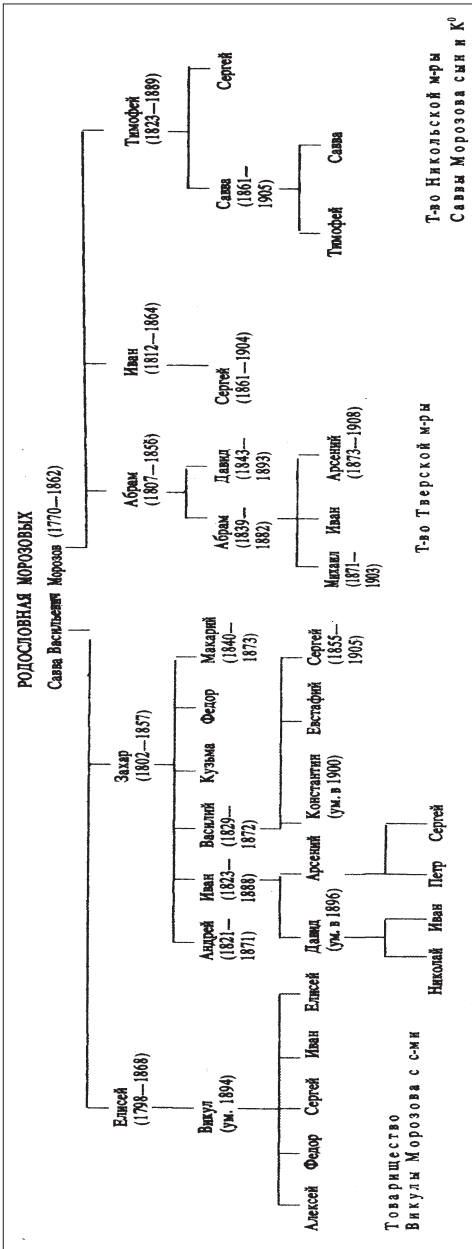 РОДОСЛОВНАЯ МОРОЗОВЫХ
Савва Васильевич Морозов (1770—1862)
Елисей
(1798—1868)
Захар
(1802—1857)
Абрам
(1807—1856)
Иван
(1812—1864)
Тимофей
(1823—1889)
Викул
(ум. 1894)
Андрей
(1821—
1871)
Иван
(1823—
1888)
Василий
(1829—
1872)
Кузьма
Федор
Макарий
(1840—
1873)
Абрам
(1839—
1882)
Давид
(1843—
1893)
Сергей
(1861—1904)
Савва
(1861—
1905)
Сергей
Алексей
Федор
Сергей
Иван
Елисей
Давид
(ум. в 1896)
Арсений
Константин
(ум. в 1900)
Евстафий
Сергей
(1855—
1905)
Михаил
(1871—
1903)
Иван
Арсений
(1873—1908)
Тимофей
Савва
Николай
Иван
Петр
Сергей
Товарищество
Викулы Морозова с с-ми
Т-во Тверской м-ры
Т-во Никольской м-ры
Саввы Морозова сын и К⁰